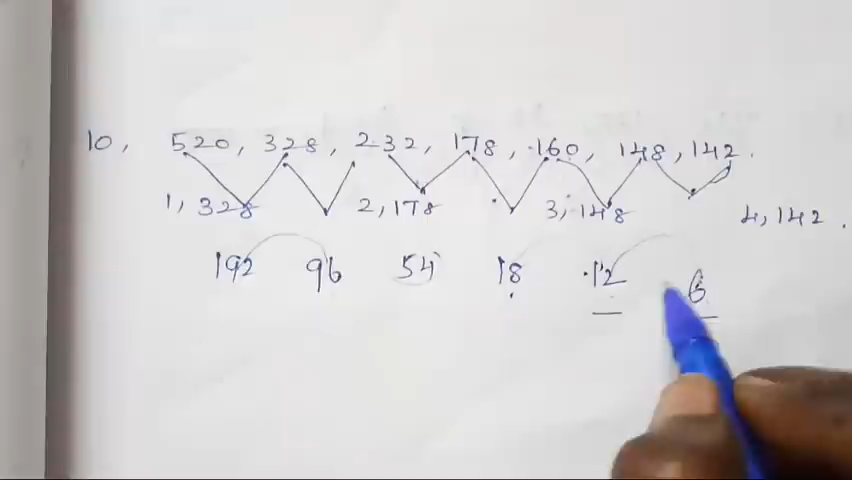 10, 520, 328, 232, 178, 160, 148, 142.
1, 328 2, 178 3, 148 4, 142.
192 96 54 18 12 6